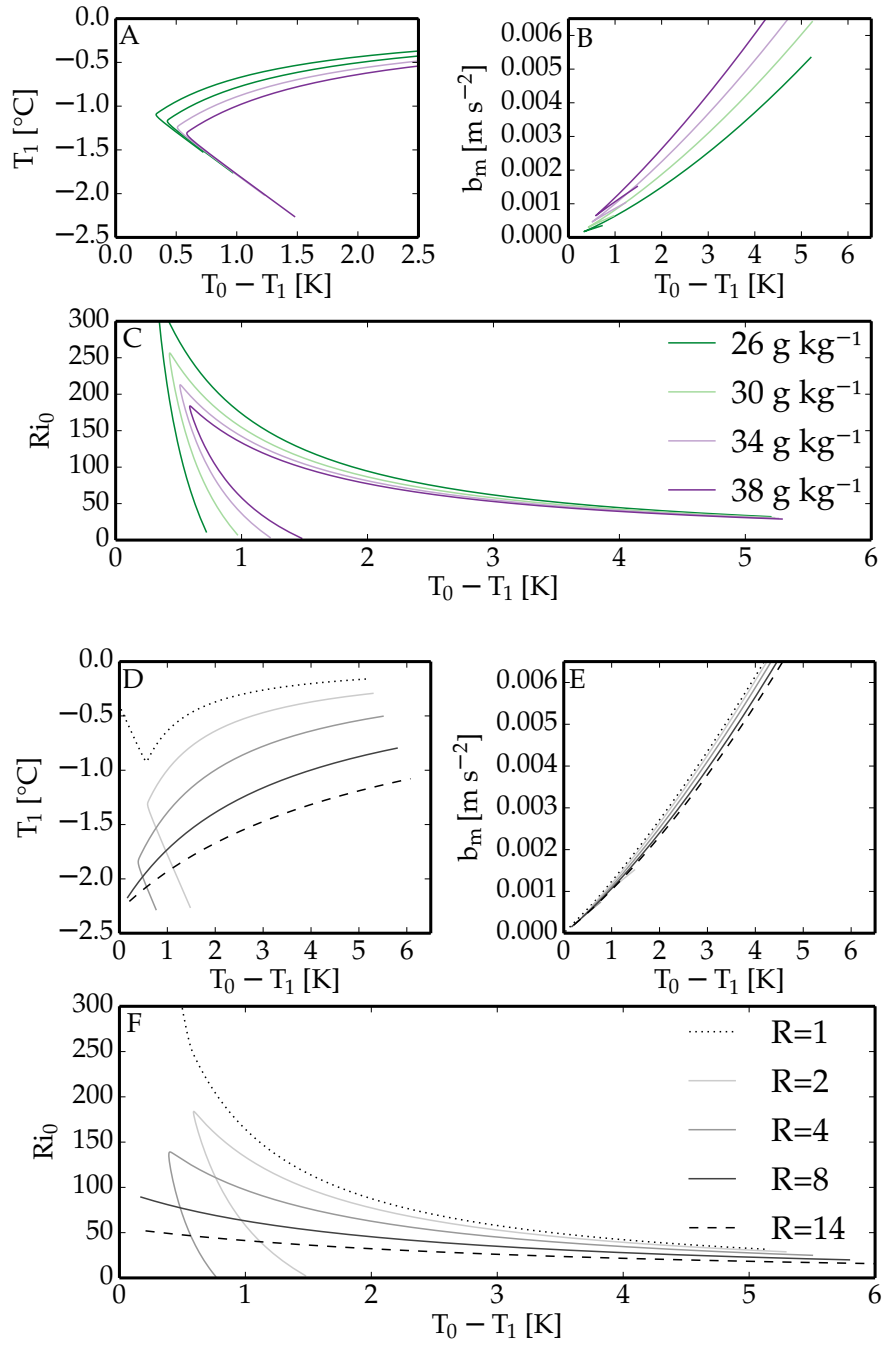 A
0.0
−0.5
−1.0
−1.5
−2.0
−2.5
T₁ [°C]
0.0 0.5 1.0 1.5 2.0 2.5
T₀ − T₁ [K]
B
0.006
0.005
0.004
0.003
0.002
0.001
0.000
bₘ [m s⁻²]
0 1 2 3 4 5 6
T₀ − T₁ [K]
C
300
250
200
150
100
50
0
Ri₀
0 1 2 3 4 5 6
T₀ − T₁ [K]
26 g kg⁻¹
30 g kg⁻¹
34 g kg⁻¹
38 g kg⁻¹
D
0.0
−0.5
−1.0
−1.5
−2.0
−2.5
T₁ [°C]
0 1 2 3 4 5 6
T₀ − T₁ [K]
E
0.006
0.005
0.004
0.003
0.002
0.001
0.000
bₘ [m s⁻²]
0 1 2 3 4 5 6
T₀ − T₁ [K]
F
300
250
200
150
100
50
0
Ri₀
0 1 2 3 4 5 6
T₀ − T₁ [K]
R=1
R=2
R=4
R=8
R=14